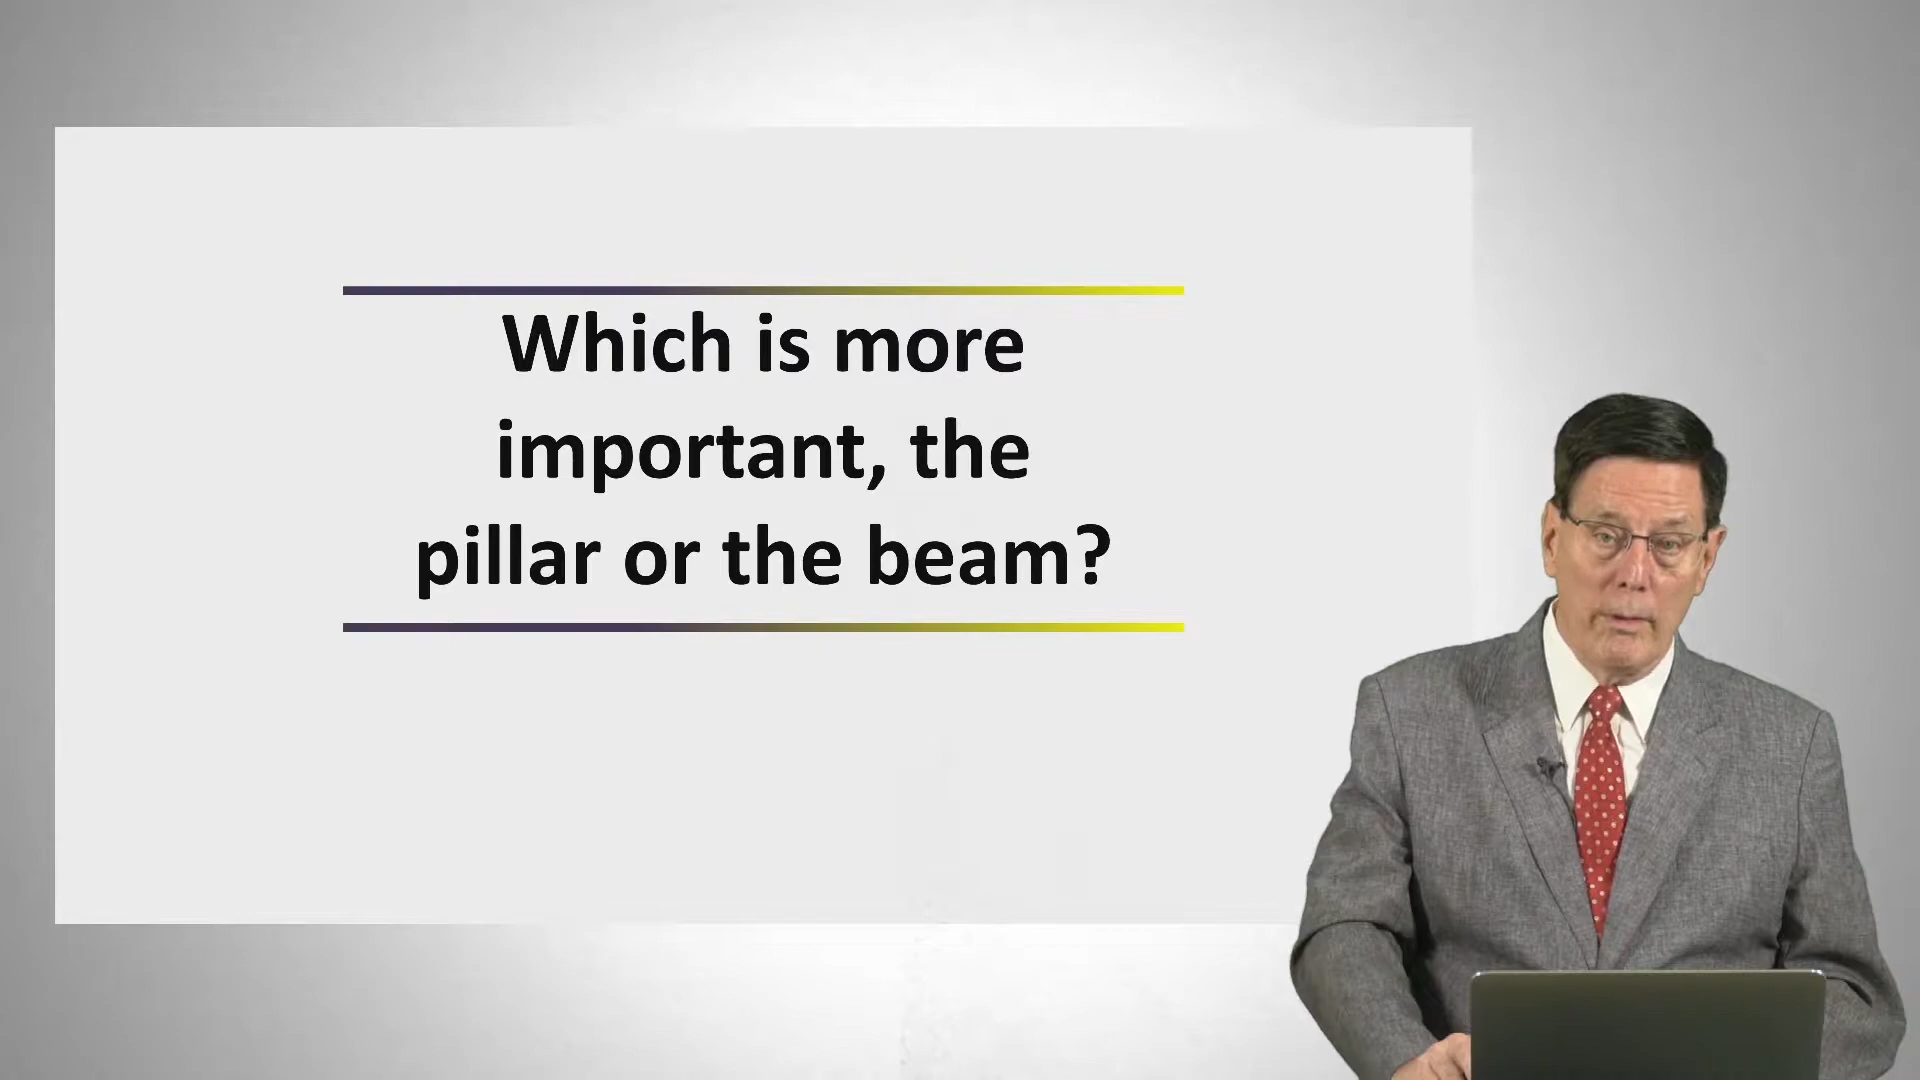 Which is more
important, the
pillar or the beam?